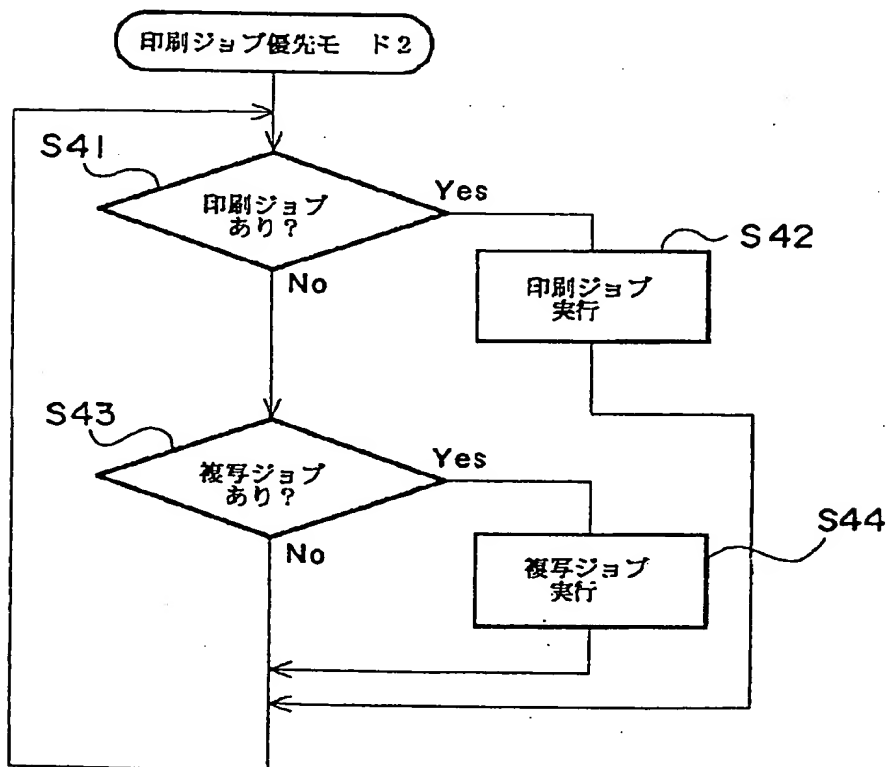 印刷ジョブ優先モ ド2
S41
印刷ジョブ
あり？
Yes
No
S42
印刷ジョブ
実行
S43
複写ジョブ
あり？
Yes
No
S44
複写ジョブ
実行